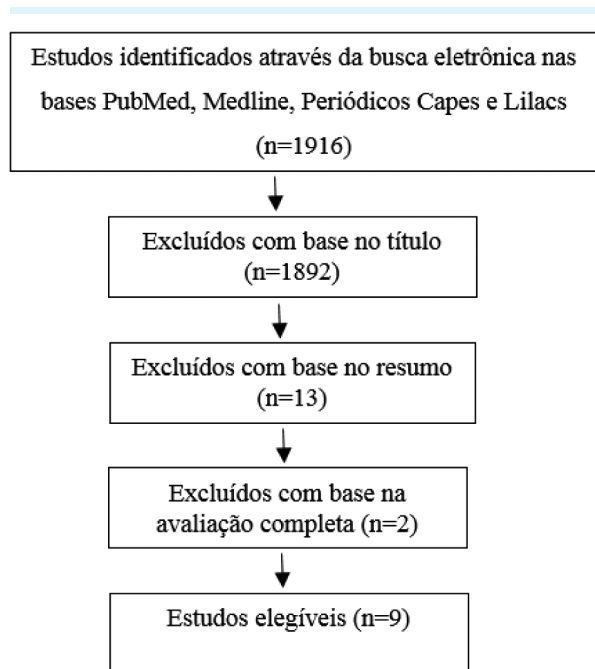 Estudos identificados através da busca eletrônica nas
bases PubMed, Medline, Periódicos Capes e Lilacs
(n=1916)
Excluídos com base no título
(n=1892)
Excluídos com base no resumo
(n=13)
Excluídos com base na
avaliação completa (n=2)
Estudos elegíveis (n=9)